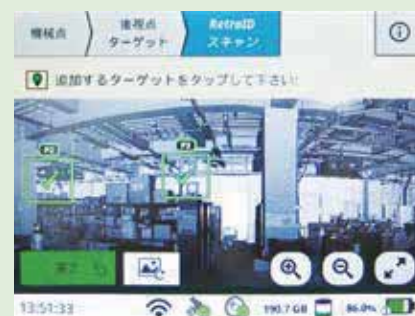 機械点
後視点
ターゲット
RetroID
スキャン
追加するターゲットをタップして下さい:
P3
完了
13:51:33
190.7 GB
86.0%